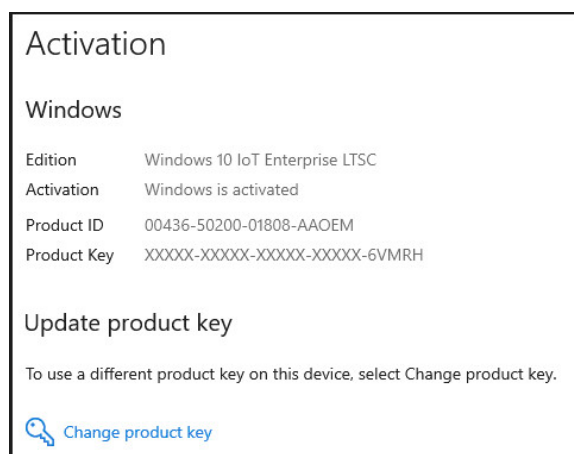 Activation
Windows
Edition Windows 10 IoT Enterprise LTSC
Activation Windows is activated
Product ID 00436-50200-01808-AAOEM
Product Key XXXXX-XXXXX-XXXXX-XXXXX-6VMRH
Update product key
To use a different product key on this device, select Change product key.
Change product key